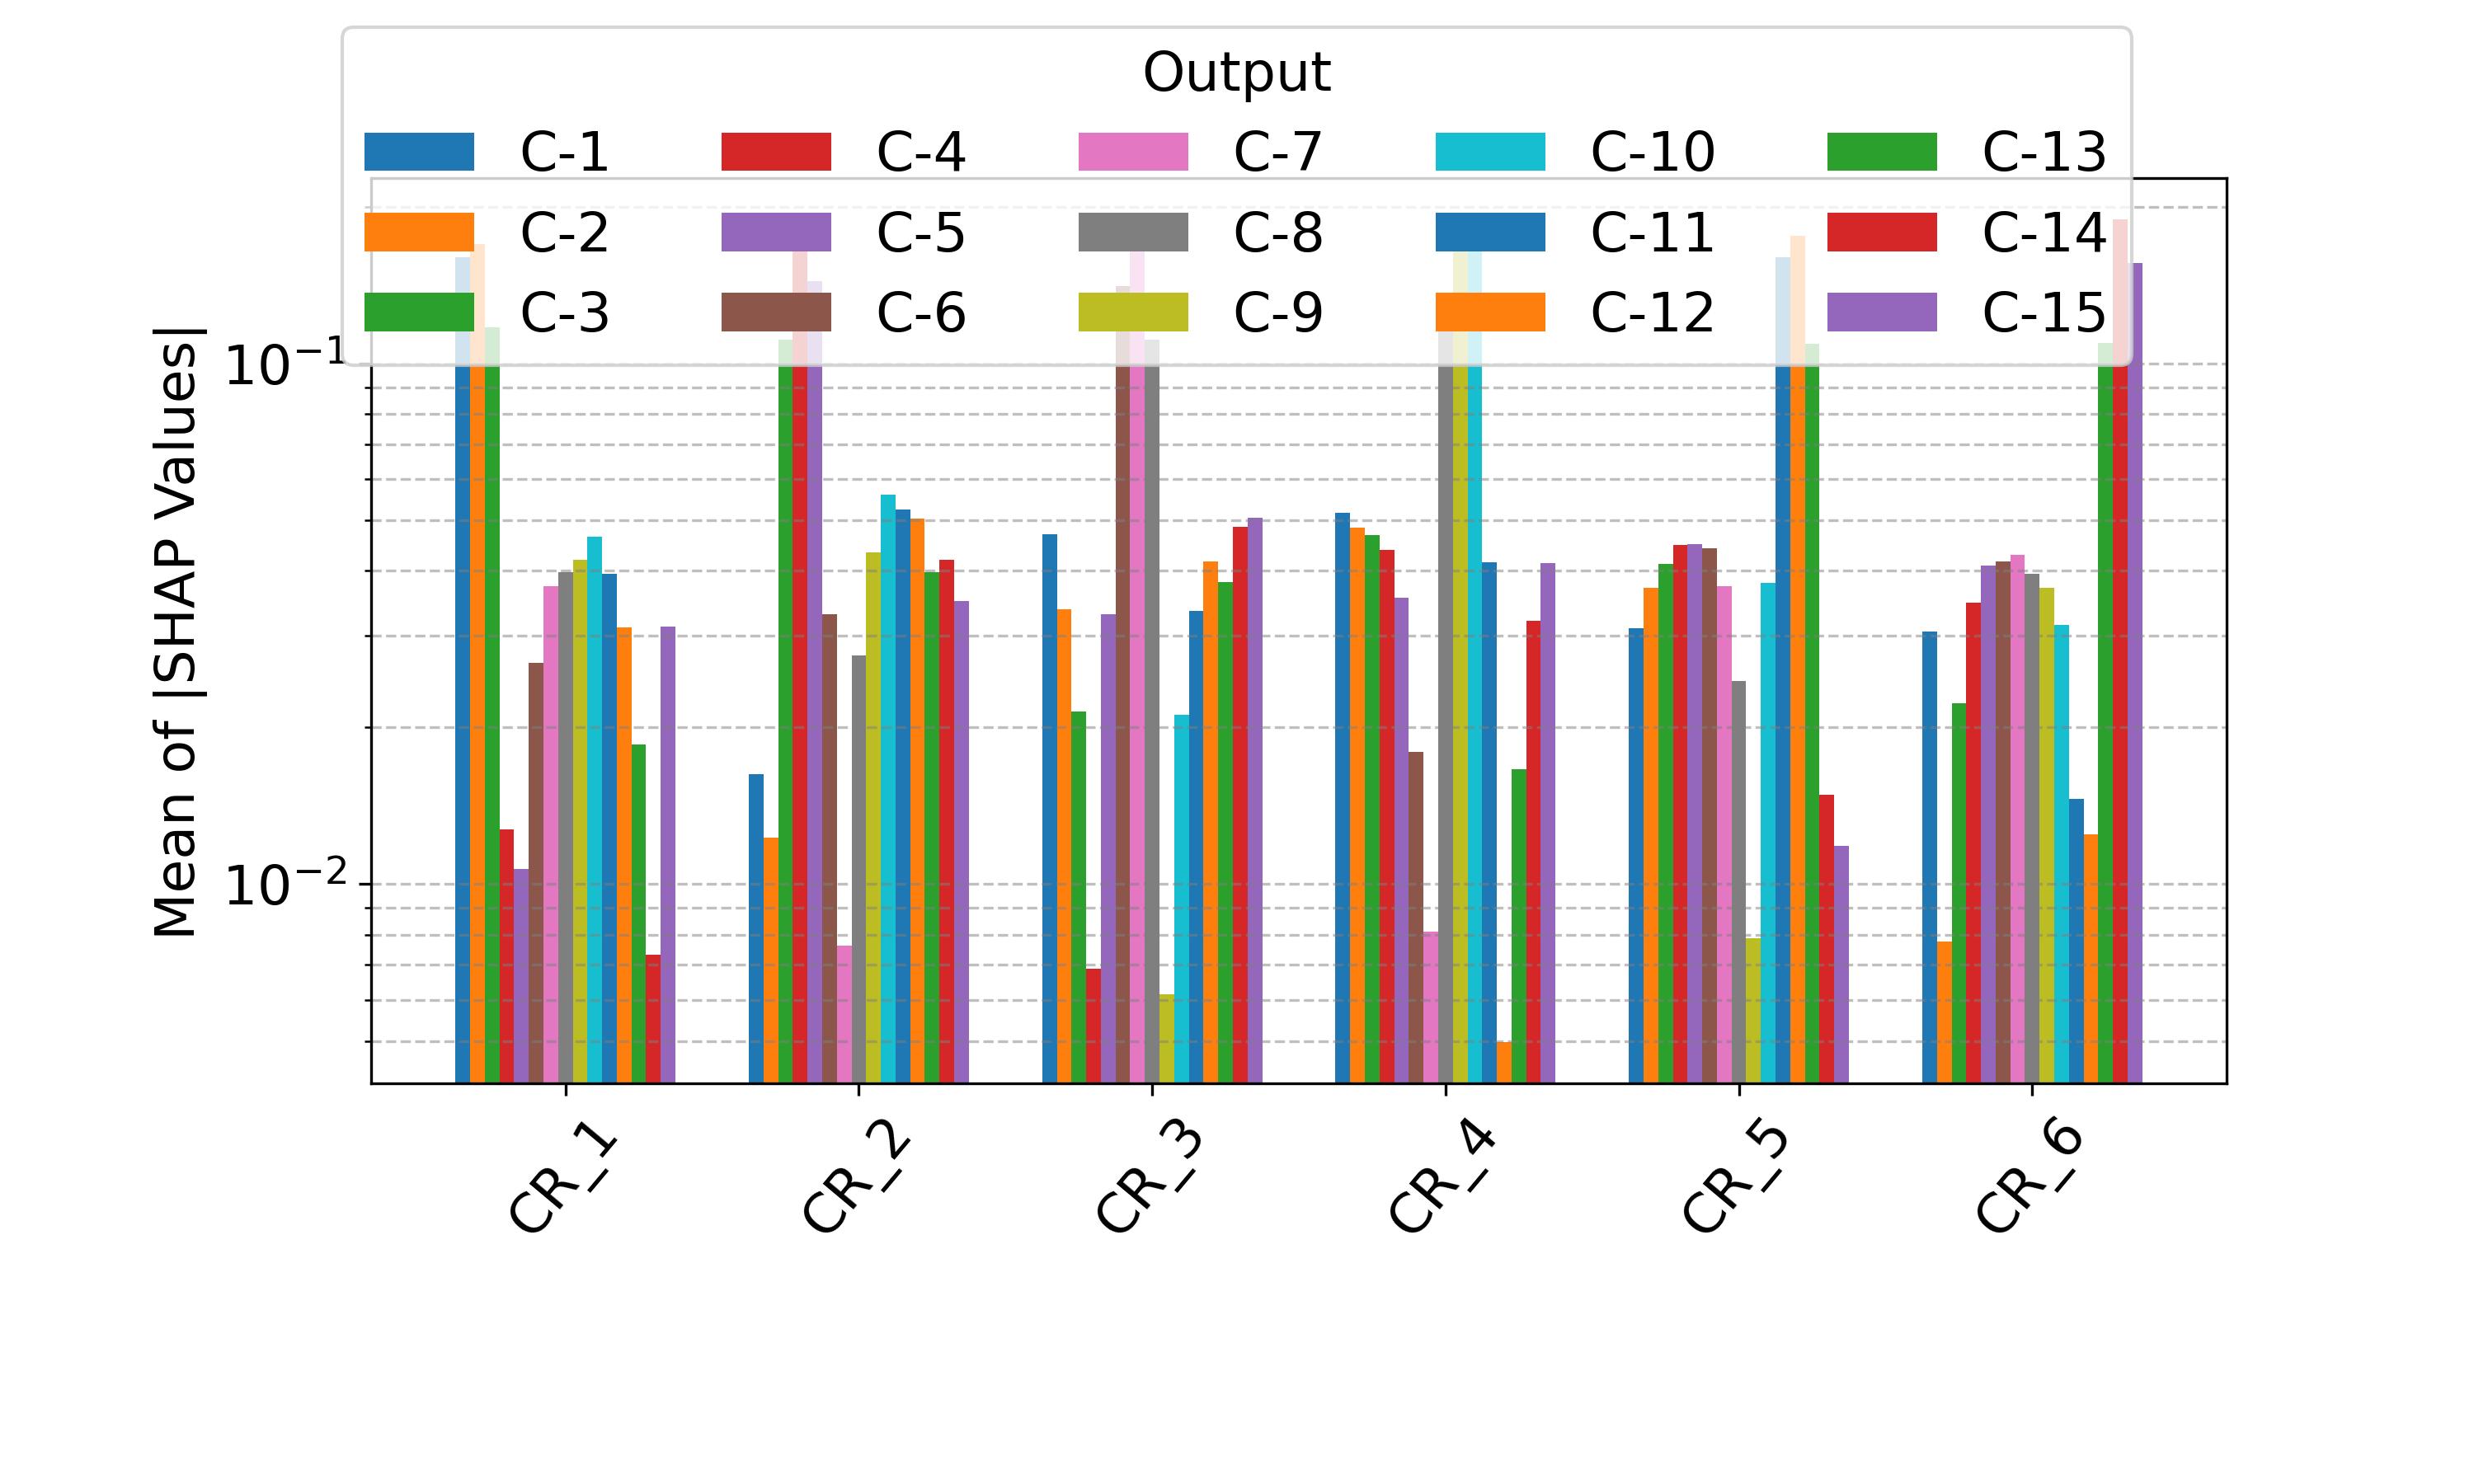 Output
C-1 C-4 C-7 C-10 C-13
C-2 C-5 C-8 C-11 C-14
C-3 C-6 C-9 C-12 C-15
Mean of |SHAP Values|
10⁻¹
10⁻²
CR_1 CR_2 CR_3 CR_4 CR_5 CR_6